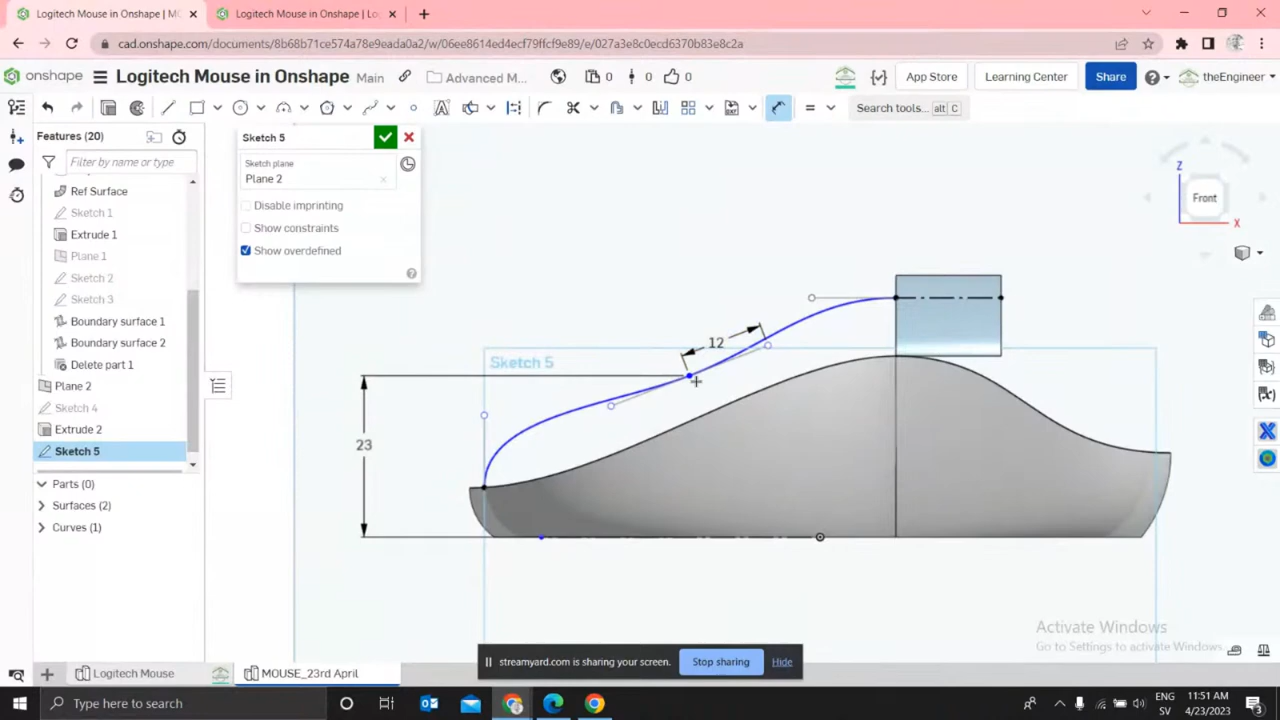 Logitech Mouse in Onshape | MC
Onshape Documents | Log
cad.onshape.com/documents/8b68b71ce574a78e9eada0a2/w/06ee8614ed4ecf79ffcf9e89/e/027a3e8c0ecd6370b83e8c2a
onshape
Logitech Mouse in Onshape Main
Advanced M...
0
0
0
App Store
Learning Center
Share
theEngineer
Search tools... alt C
Features (20)
Filter by name or type
Ref Surface
Sketch 1
Extrude 1
Plane 1
Sketch 2
Sketch 3
Boundary surface 1
Boundary surface 2
Delete part 1
Plane 2
Sketch 4
Extrude 2
Sketch 5
Parts (0)
Surfaces (2)
Curves (1)
Sketch 5
Sketch plane
Plane 2
Disable imprinting
Show constraints
Show overdefined
Z
Front
X
12
Sketch 5
23
Activate Windows
Go to Settings to activate Windows.
streamyard.com is sharing your screen.
Stop sharing
Hide
Logitech Mouse
MOUSE_23rd April
Type here to search
ENG
SV
11:51 AM
4/23/2023
3